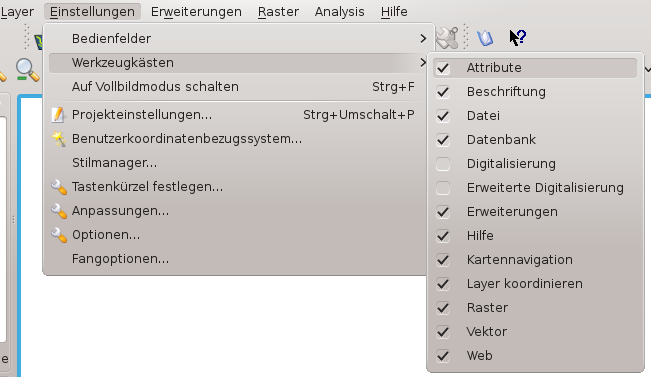 Layer Einstellungen Erweiterungen Raster Analysis Hilfe
Bedienfelder
Werkzeugkästen
Auf Vollbildmodus schalten Strg+F
Projekteinstellungen... Strg+Umschalt+P
Benutzerkoordinatenbezugssystem...
Stilmanager...
Tastenkürzel festlegen...
Anpassungen...
Optionen...
Fangoptionen...
Attribute
Beschriftung
Datei
Datenbank
Digitalisierung
Erweiterte Digitalisierung
Erweiterungen
Hilfe
Kartennavigation
Layer koordinieren
Raster
Vektor
Web
e